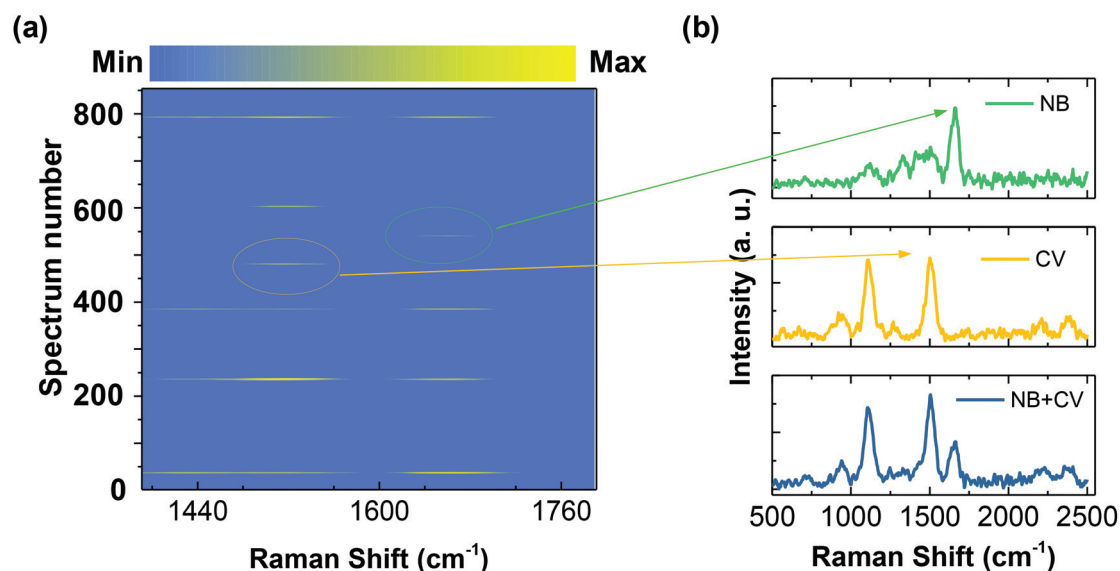 (a)
Min
Max
Spectrum number
800
600
400
200
0
1440
1600
1760
Raman Shift (cm⁻¹)
(b)
Intensity (a. u.)
NB
CV
NB+CV
500
1000
1500
2000
2500
Raman Shift (cm⁻¹)